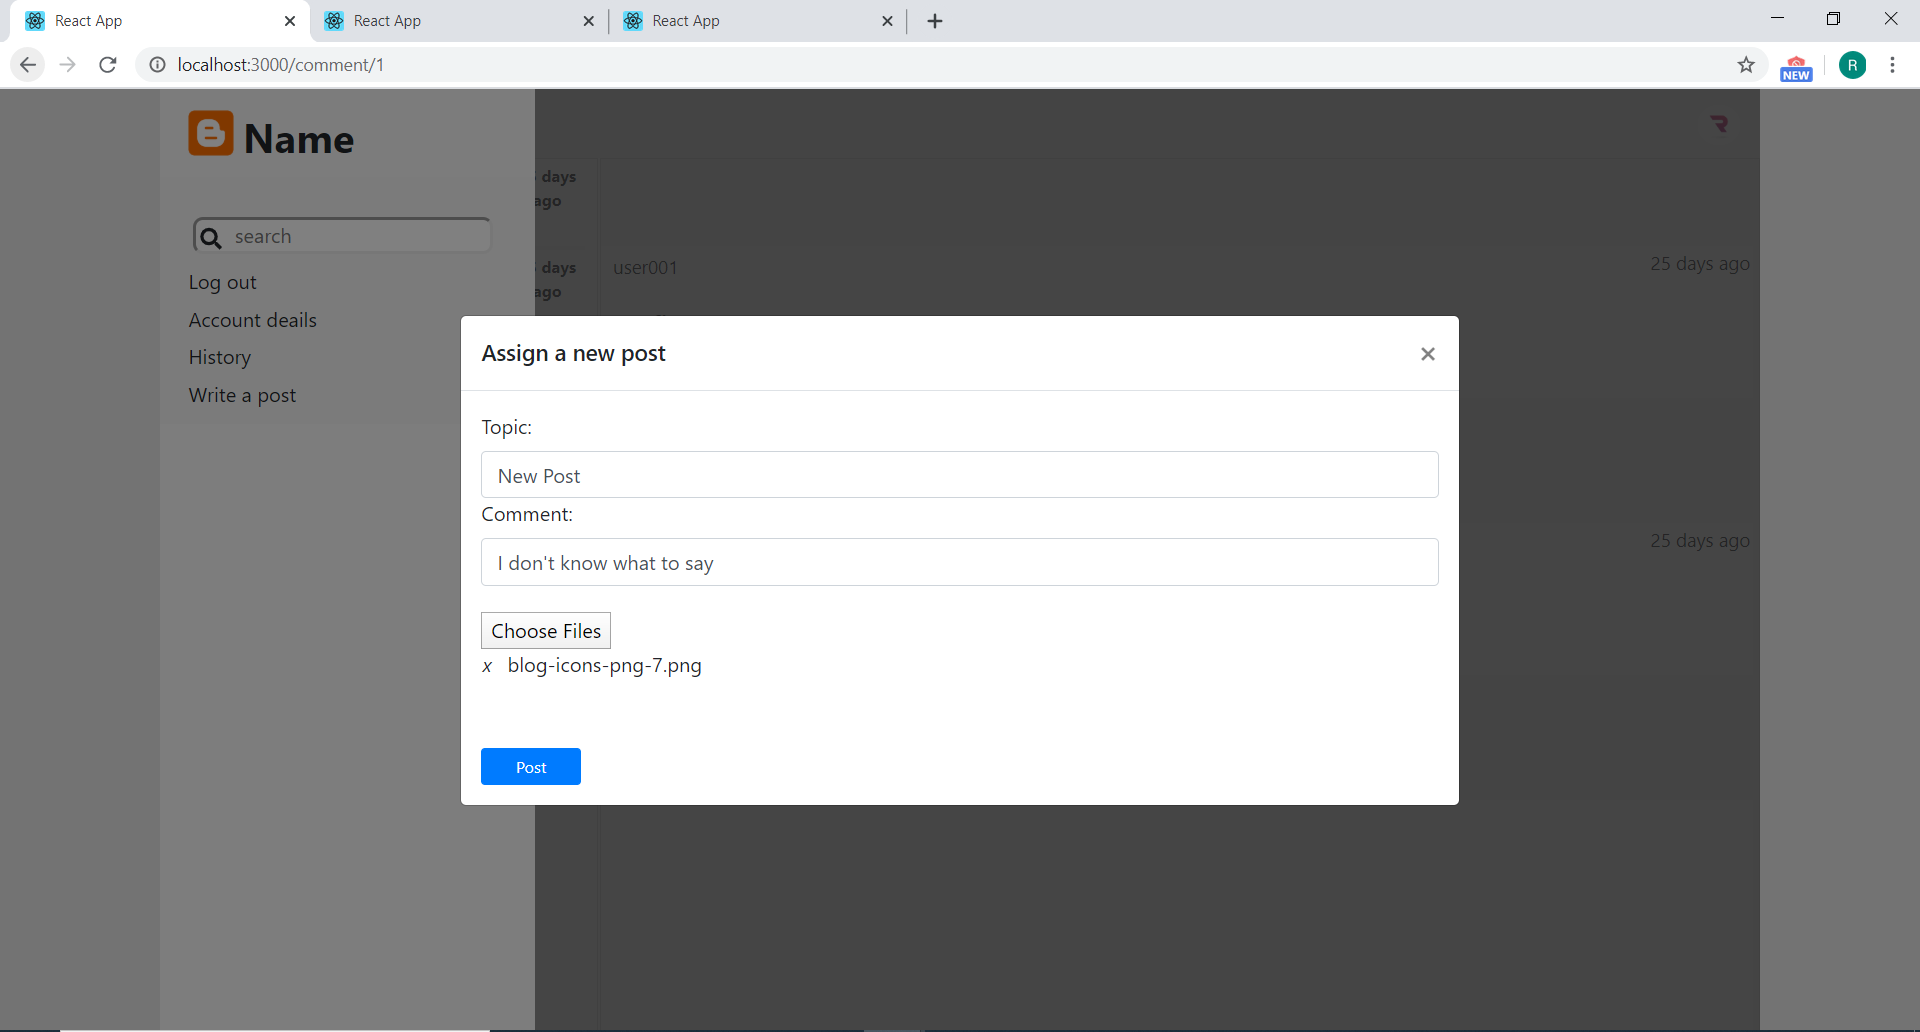 React App
React App
React App
localhost:3000/comment/1
NEW
R
Name
search
Log out
Account deails
History
Write a post
days
ago
days
ago
user001
25 days ago
Assign a new post
Topic:
New Post
Comment:
I don't know what to say
Choose Files
x blog-icons-png-7.png
Post
25 days ago